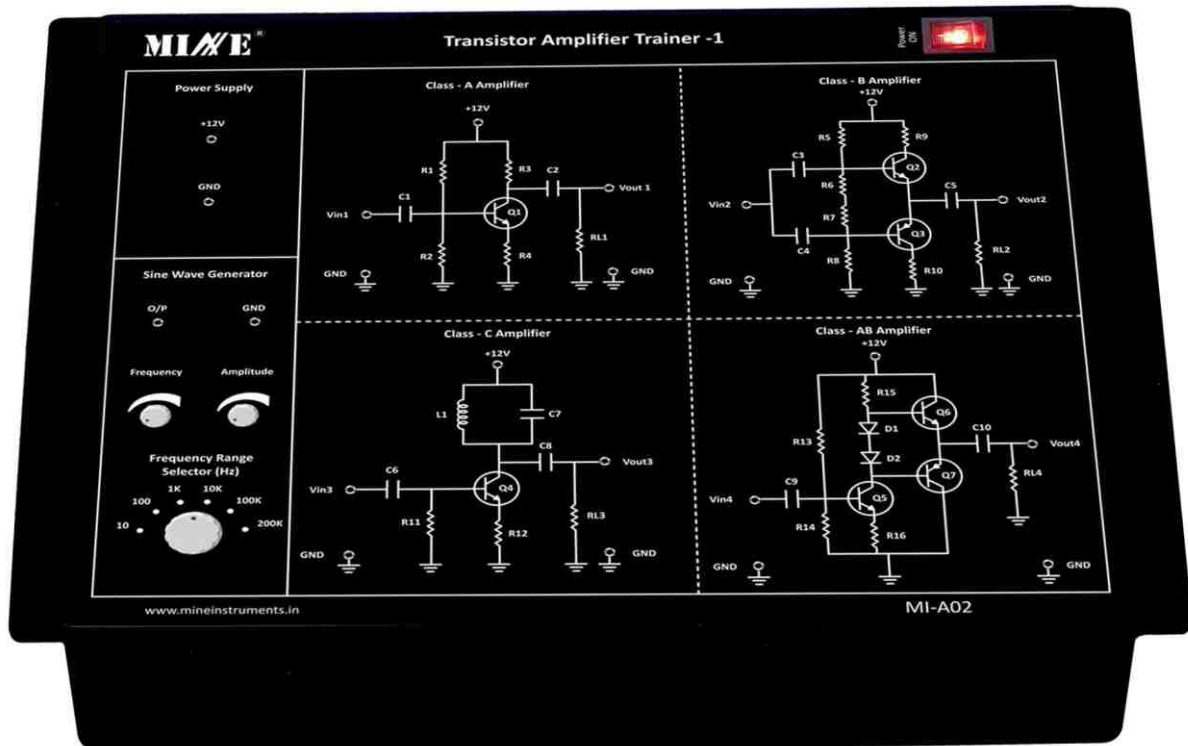 MINE®
Transistor Amplifier Trainer -1
Power ON
Power Supply
+12V
GND
Sine Wave Generator
O/P
GND
Frequency
Amplitude
Frequency Range
Selector (Hz)
10
100
1K
10K
100K
200K
Class - A Amplifier
+12V
R1
R3
C2
Vout 1
C1
Vin1
Q1
R2
R4
RL1
GND
GND
Class - B Amplifier
+12V
R5
R9
C3
Q2
R6
C5
Vin2
Vout2
R7
C4
Q3
R8
R10
RL2
GND
GND
Class - C Amplifier
+12V
L1
C7
C8
Vout3
C6
Vin3
Q4
R11
R12
RL3
GND
GND
Class - AB Amplifier
+12V
R15
Q6
D1
R13
C10
Vout4
D2
Q7
C9
Vin4
Q5
RL4
R14
R16
GND
GND
www.mineinstruments.in
MI-A02